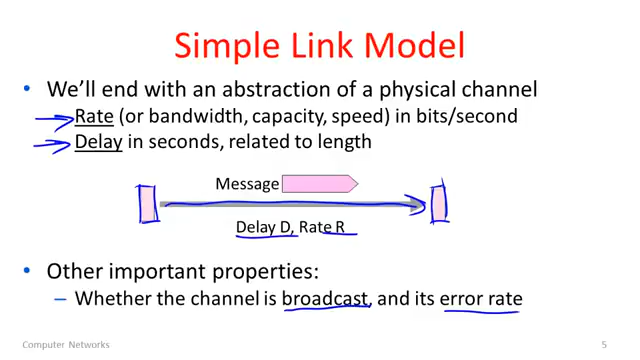 Simple Link Model
• We'll end with an abstraction of a physical channel
Rate (or bandwidth, capacity, speed) in bits/second
Delay in seconds, related to length
Message
Delay D, Rate R
• Other important properties:
– Whether the channel is broadcast, and its error rate
Computer Networks
5